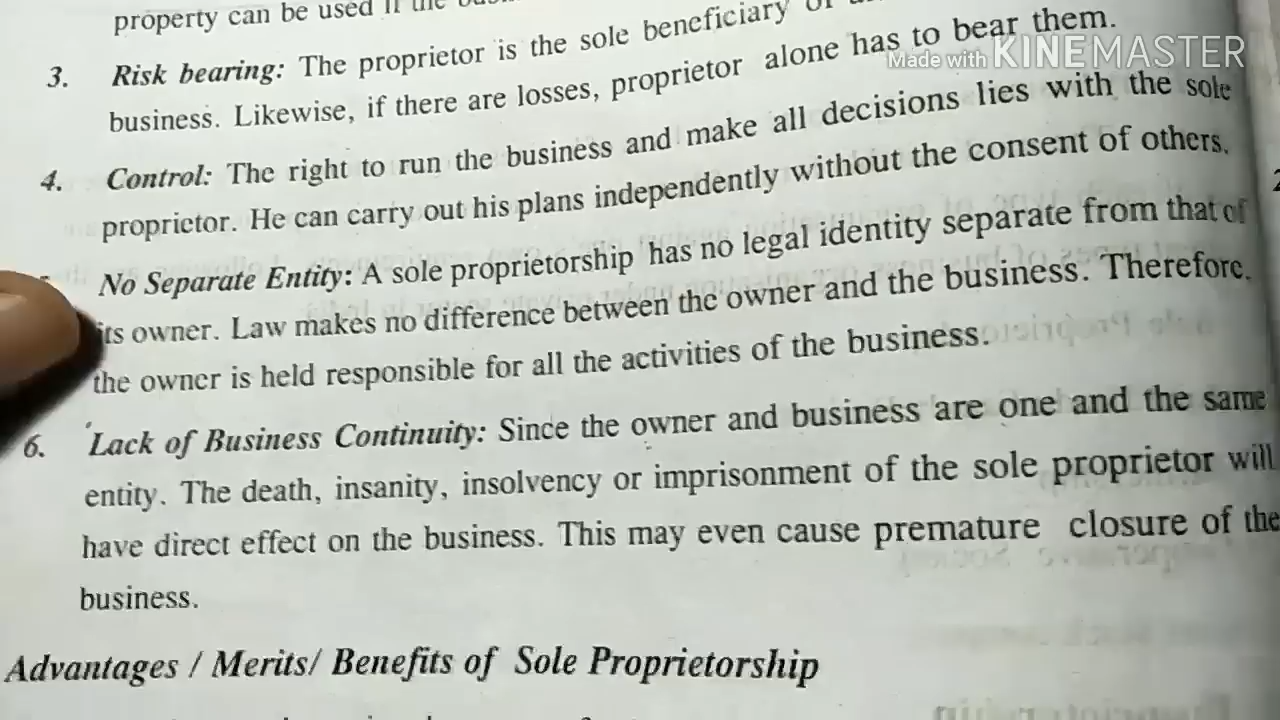 property can be used if the
3. Risk bearing: The proprietor is the sole beneficiary of
business. Likewise, if there are losses, proprietor alone has to bear them.
Made with KINEMASTER
4. Control: The right to run the business and make all decisions lies with the sole
proprietor. He can carry out his plans independently without the consent of others.
No Separate Entity: A sole proprietorship has no legal identity separate from that of
its owner. Law makes no difference between the owner and the business. Therefore,
the owner is held responsible for all the activities of the business.
6. Lack of Business Continuity: Since the owner and business are one and the same
entity. The death, insanity, insolvency or imprisonment of the sole proprietor will
have direct effect on the business. This may even cause premature closure of the
business.
Advantages / Merits/ Benefits of Sole Proprietorship